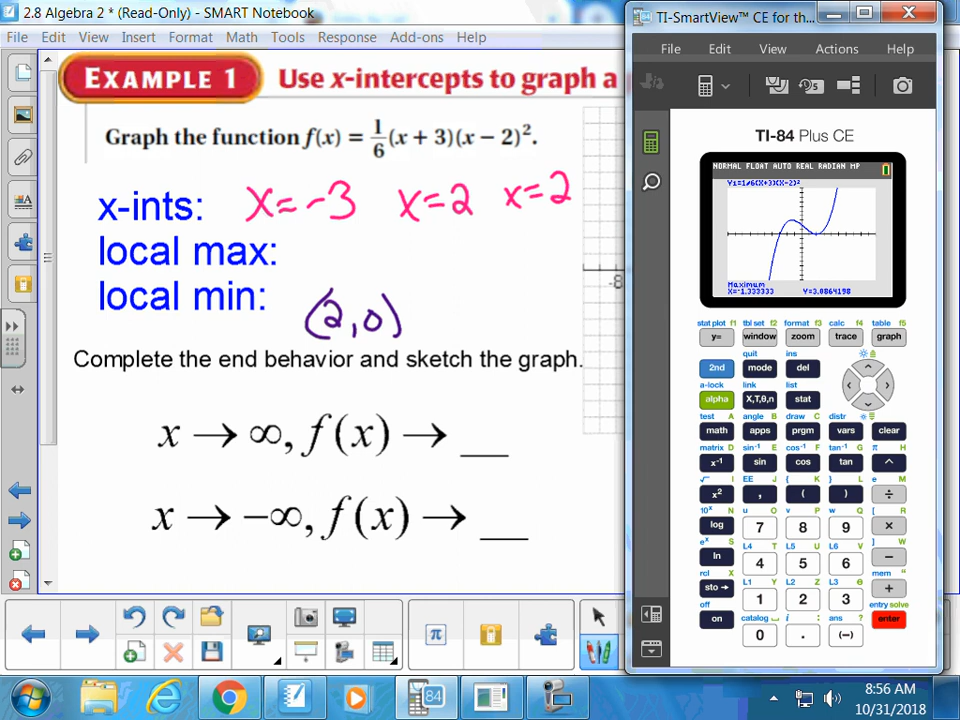 2.8 Algebra 2 * (Read-Only) - SMART Notebook
File Edit View Insert Format Math Tools Response Add-ons Help
EXAMPLE 1 Use x-intercepts to graph a
Graph the function f(x) = 1/6(x + 3)(x − 2)².
x-ints: x=-3 x=2 x=2
local max:
local min: (2,0)
-8
Complete the end behavior and sketch the graph.
x → ∞, f(x) → __
x → −∞, f(x) → __
TI-SmartView™ CE for th...
File Edit View Actions Help
TI-84 Plus CE
NORMAL FLOAT AUTO REAL RADIAN MP
Y1=1/6(X+3)(X-2)²
Maximum
X=-1.333333 Y=3.0864198
stat plot f1 tbl set f2 format f3 calc f4 table f5
y= window zoom trace graph
quit ins
2nd mode del
a-lock link list
alpha X,T,θ,n stat
test A angle B draw C distr
math apps prgm vars clear
matrix D sin⁻¹ E cos⁻¹ F tan⁻¹ G π H
x⁻¹ sin cos tan ^
√ I EE J { K } L e M
x² , ( ) ÷
10ˣ N u O v P w Q [ R
log 7 8 9 ×
eˣ S L4 T L5 U L6 V ] W
ln 4 5 6 −
rcl X L1 Y L2 Z L3 θ mem "
sto→ 1 2 3 +
off catalog i : ans ? entry solve
on 0 . (−) enter
π
84
8:56 AM
10/31/2018